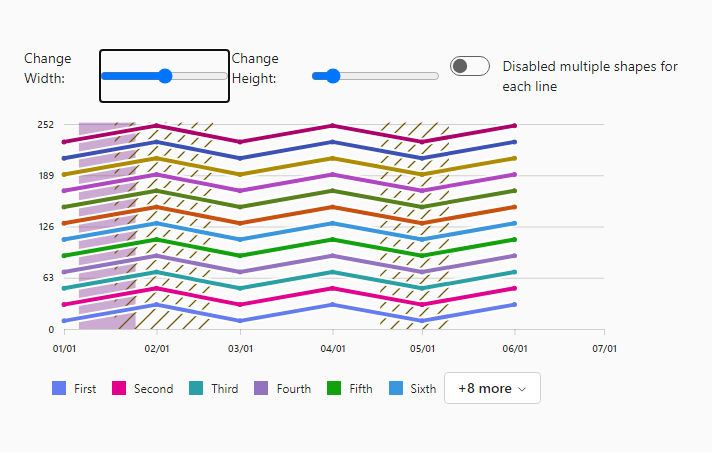 Change Width:
Change Height:
Disabled multiple shapes for each line
252
189
126
63
0
01/01 02/01 03/01 04/01 05/01 06/01 07/01
First Second Third Fourth Fifth Sixth +8 more